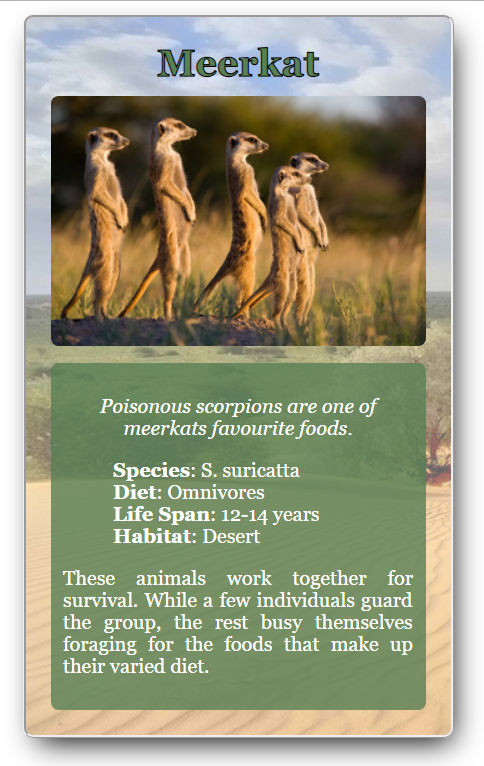 Meerkat
Poisonous scorpions are one of
meerkats favourite foods.
Species: S. suricatta
Diet: Omnivores
Life Span: 12-14 years
Habitat: Desert
These animals work together for
survival. While a few individuals guard
the group, the rest busy themselves
foraging for the foods that make up
their varied diet.